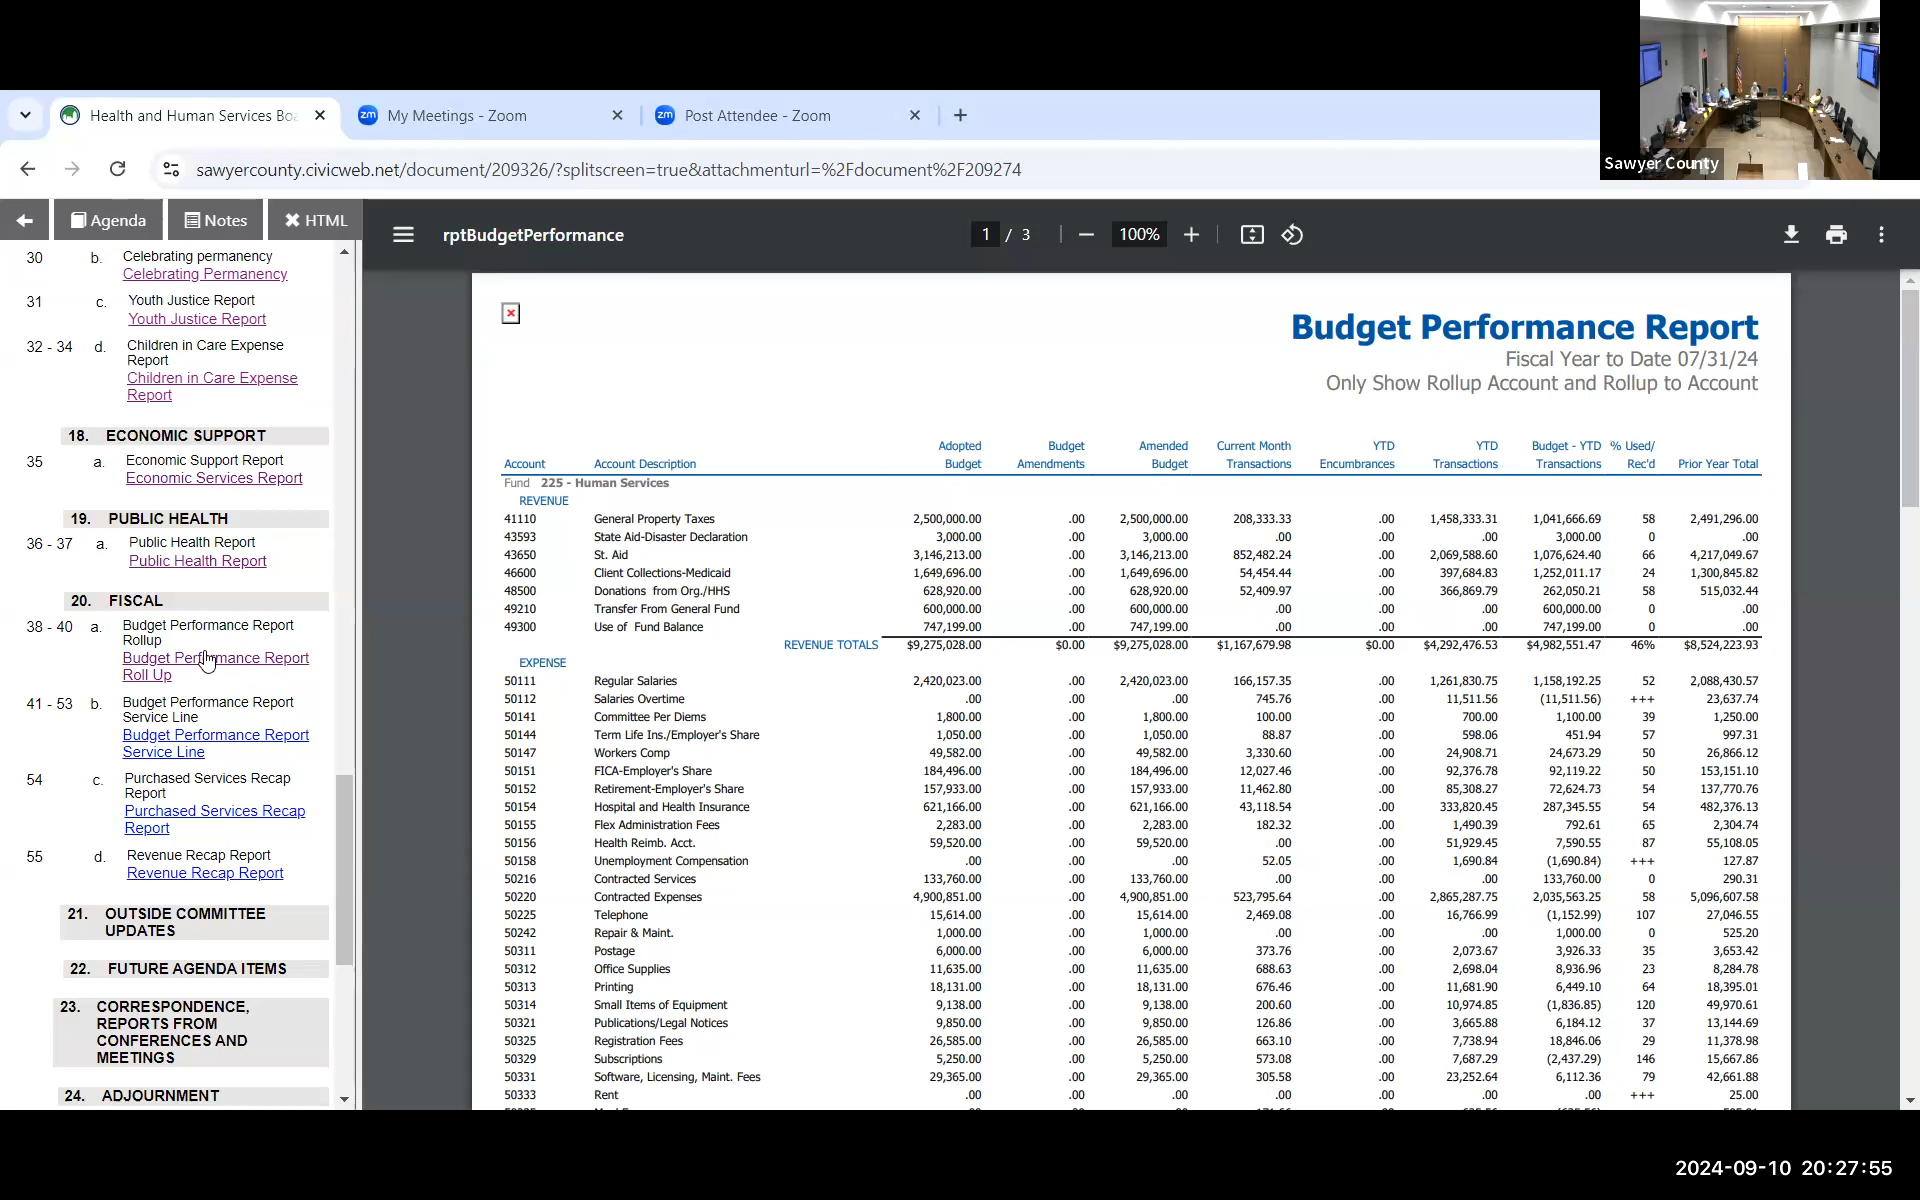 Sawyer County
Health and Human Services Boa
My Meetings - Zoom
Post Attendee - Zoom
sawyercounty.civicweb.net/document/209326/?splitscreen=true&attachmenturl=%2Fdocument%2F209274
Agenda Notes HTML
30 b. Celebrating permanency
Celebrating Permanency
31 c. Youth Justice Report
Youth Justice Report
32 - 34 d. Children in Care Expense
Report
Children in Care Expense
Report
18. ECONOMIC SUPPORT
35 a. Economic Support Report
Economic Services Report
19. PUBLIC HEALTH
36 - 37 a. Public Health Report
Public Health Report
20. FISCAL
38 - 40 a. Budget Performance Report
Rollup
Budget Performance Report
Roll Up
41 - 53 b. Budget Performance Report
Service Line
Budget Performance Report
Service Line
54 c. Purchased Services Recap
Report
Purchased Services Recap
Report
55 d. Revenue Recap Report
Revenue Recap Report
21. OUTSIDE COMMITTEE
UPDATES
22. FUTURE AGENDA ITEMS
23. CORRESPONDENCE,
REPORTS FROM
CONFERENCES AND
MEETINGS
24. ADJOURNMENT
rptBudgetPerformance 1 / 3 100%
Budget Performance Report
Fiscal Year to Date 07/31/24
Only Show Rollup Account and Rollup to Account
Adopted Budget Amended Current Month YTD YTD Budget - YTD % Used/
Account Account Description Budget Amendments Budget Transactions Encumbrances Transactions Transactions Rec'd Prior Year Total
Fund 225 - Human Services
REVENUE
41110 General Property Taxes 2,500,000.00 .00 2,500,000.00 208,333.33 .00 1,458,333.31 1,041,666.69 58 2,491,296.00
43593 State Aid-Disaster Declaration 3,000.00 .00 3,000.00 .00 .00 .00 3,000.00 0 .00
43650 St. Aid 3,146,213.00 .00 3,146,213.00 852,482.24 .00 2,069,588.60 1,076,624.40 66 4,217,049.67
46600 Client Collections-Medicaid 1,649,696.00 .00 1,649,696.00 54,454.44 .00 397,684.83 1,252,011.17 24 1,300,845.82
48500 Donations from Org./HHS 628,920.00 .00 628,920.00 52,409.97 .00 366,869.79 262,050.21 58 515,032.44
49210 Transfer From General Fund 600,000.00 .00 600,000.00 .00 .00 .00 600,000.00 0 .00
49300 Use of Fund Balance 747,199.00 .00 747,199.00 .00 .00 .00 747,199.00 0 .00
REVENUE TOTALS $9,275,028.00 $0.00 $9,275,028.00 $1,167,679.98 $0.00 $4,292,476.53 $4,982,551.47 46% $8,524,223.93
EXPENSE
50111 Regular Salaries 2,420,023.00 .00 2,420,023.00 166,157.35 .00 1,261,830.75 1,158,192.25 52 2,088,430.57
50112 Salaries Overtime .00 .00 .00 745.76 .00 11,511.56 (11,511.56) +++ 23,637.74
50141 Committee Per Diems 1,800.00 .00 1,800.00 100.00 .00 700.00 1,100.00 39 1,250.00
50144 Term Life Ins./Employer's Share 1,050.00 .00 1,050.00 88.87 .00 598.06 451.94 57 997.31
50147 Workers Comp 49,582.00 .00 49,582.00 3,330.60 .00 24,908.71 24,673.29 50 26,866.12
50151 FICA-Employer's Share 184,496.00 .00 184,496.00 12,027.46 .00 92,376.78 92,119.22 50 153,151.10
50152 Retirement-Employer's Share 157,933.00 .00 157,933.00 11,462.80 .00 85,308.27 72,624.73 54 137,770.76
50154 Hospital and Health Insurance 621,166.00 .00 621,166.00 43,118.54 .00 333,820.45 287,345.55 54 482,376.13
50155 Flex Administration Fees 2,283.00 .00 2,283.00 182.32 .00 1,490.39 792.61 65 2,304.74
50156 Health Reimb. Acct. 59,520.00 .00 59,520.00 .00 .00 51,929.45 7,590.55 87 55,108.05
50158 Unemployment Compensation .00 .00 .00 52.05 .00 1,690.84 (1,690.84) +++ 127.87
50216 Contracted Services 133,760.00 .00 133,760.00 .00 .00 .00 133,760.00 0 290.31
50220 Contracted Expenses 4,900,851.00 .00 4,900,851.00 523,795.64 .00 2,865,287.75 2,035,563.25 58 5,096,607.58
50225 Telephone 15,614.00 .00 15,614.00 2,469.08 .00 16,766.99 (1,152.99) 107 27,046.55
50242 Repair & Maint. 1,000.00 .00 1,000.00 .00 .00 .00 1,000.00 0 525.20
50311 Postage 6,000.00 .00 6,000.00 373.76 .00 2,073.67 3,926.33 35 3,653.42
50312 Office Supplies 11,635.00 .00 11,635.00 688.63 .00 2,698.04 8,936.96 23 8,284.78
50313 Printing 18,131.00 .00 18,131.00 676.46 .00 11,681.90 6,449.10 64 18,395.01
50314 Small Items of Equipment 9,138.00 .00 9,138.00 200.60 .00 10,974.85 (1,836.85) 120 49,970.61
50321 Publications/Legal Notices 9,850.00 .00 9,850.00 126.86 .00 3,665.88 6,184.12 37 13,144.69
50325 Registration Fees 26,585.00 .00 26,585.00 663.10 .00 7,738.94 18,846.06 29 11,378.98
50329 Subscriptions 5,250.00 .00 5,250.00 573.08 .00 7,687.29 (2,437.29) 146 15,667.86
50331 Software, Licensing, Maint. Fees 29,365.00 .00 29,365.00 305.58 .00 23,252.64 6,112.36 79 42,661.88
50333 Rent .00 .00 .00 .00 .00 .00 .00 +++ 25.00
2024-09-10 20:27:55